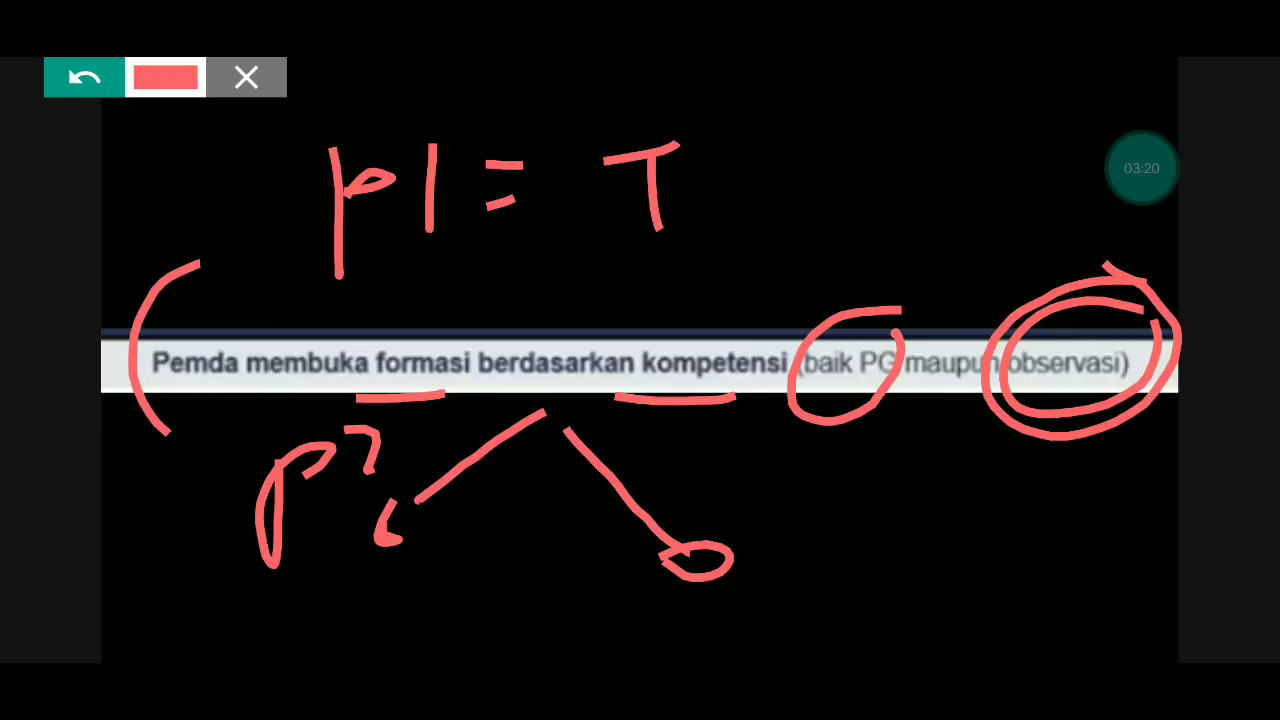 03:20
p1 = T
Pemda membuka formasi berdasarkan kompetensi (baik PG maupun observasi)